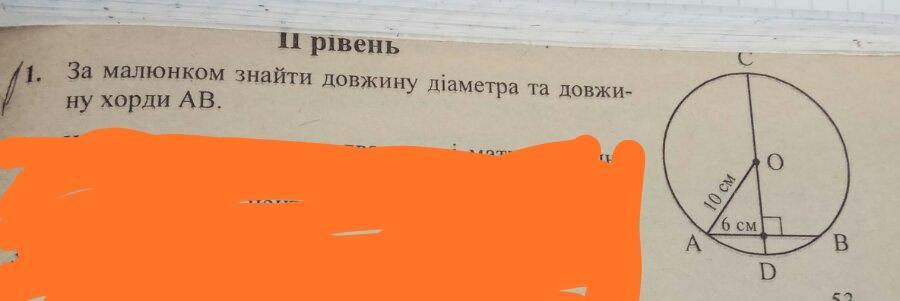 II рівень
1. За малюнком знайти довжину діаметра та довжи-
ну хорди AB.
C
O
10 см
6 см
A
B
D